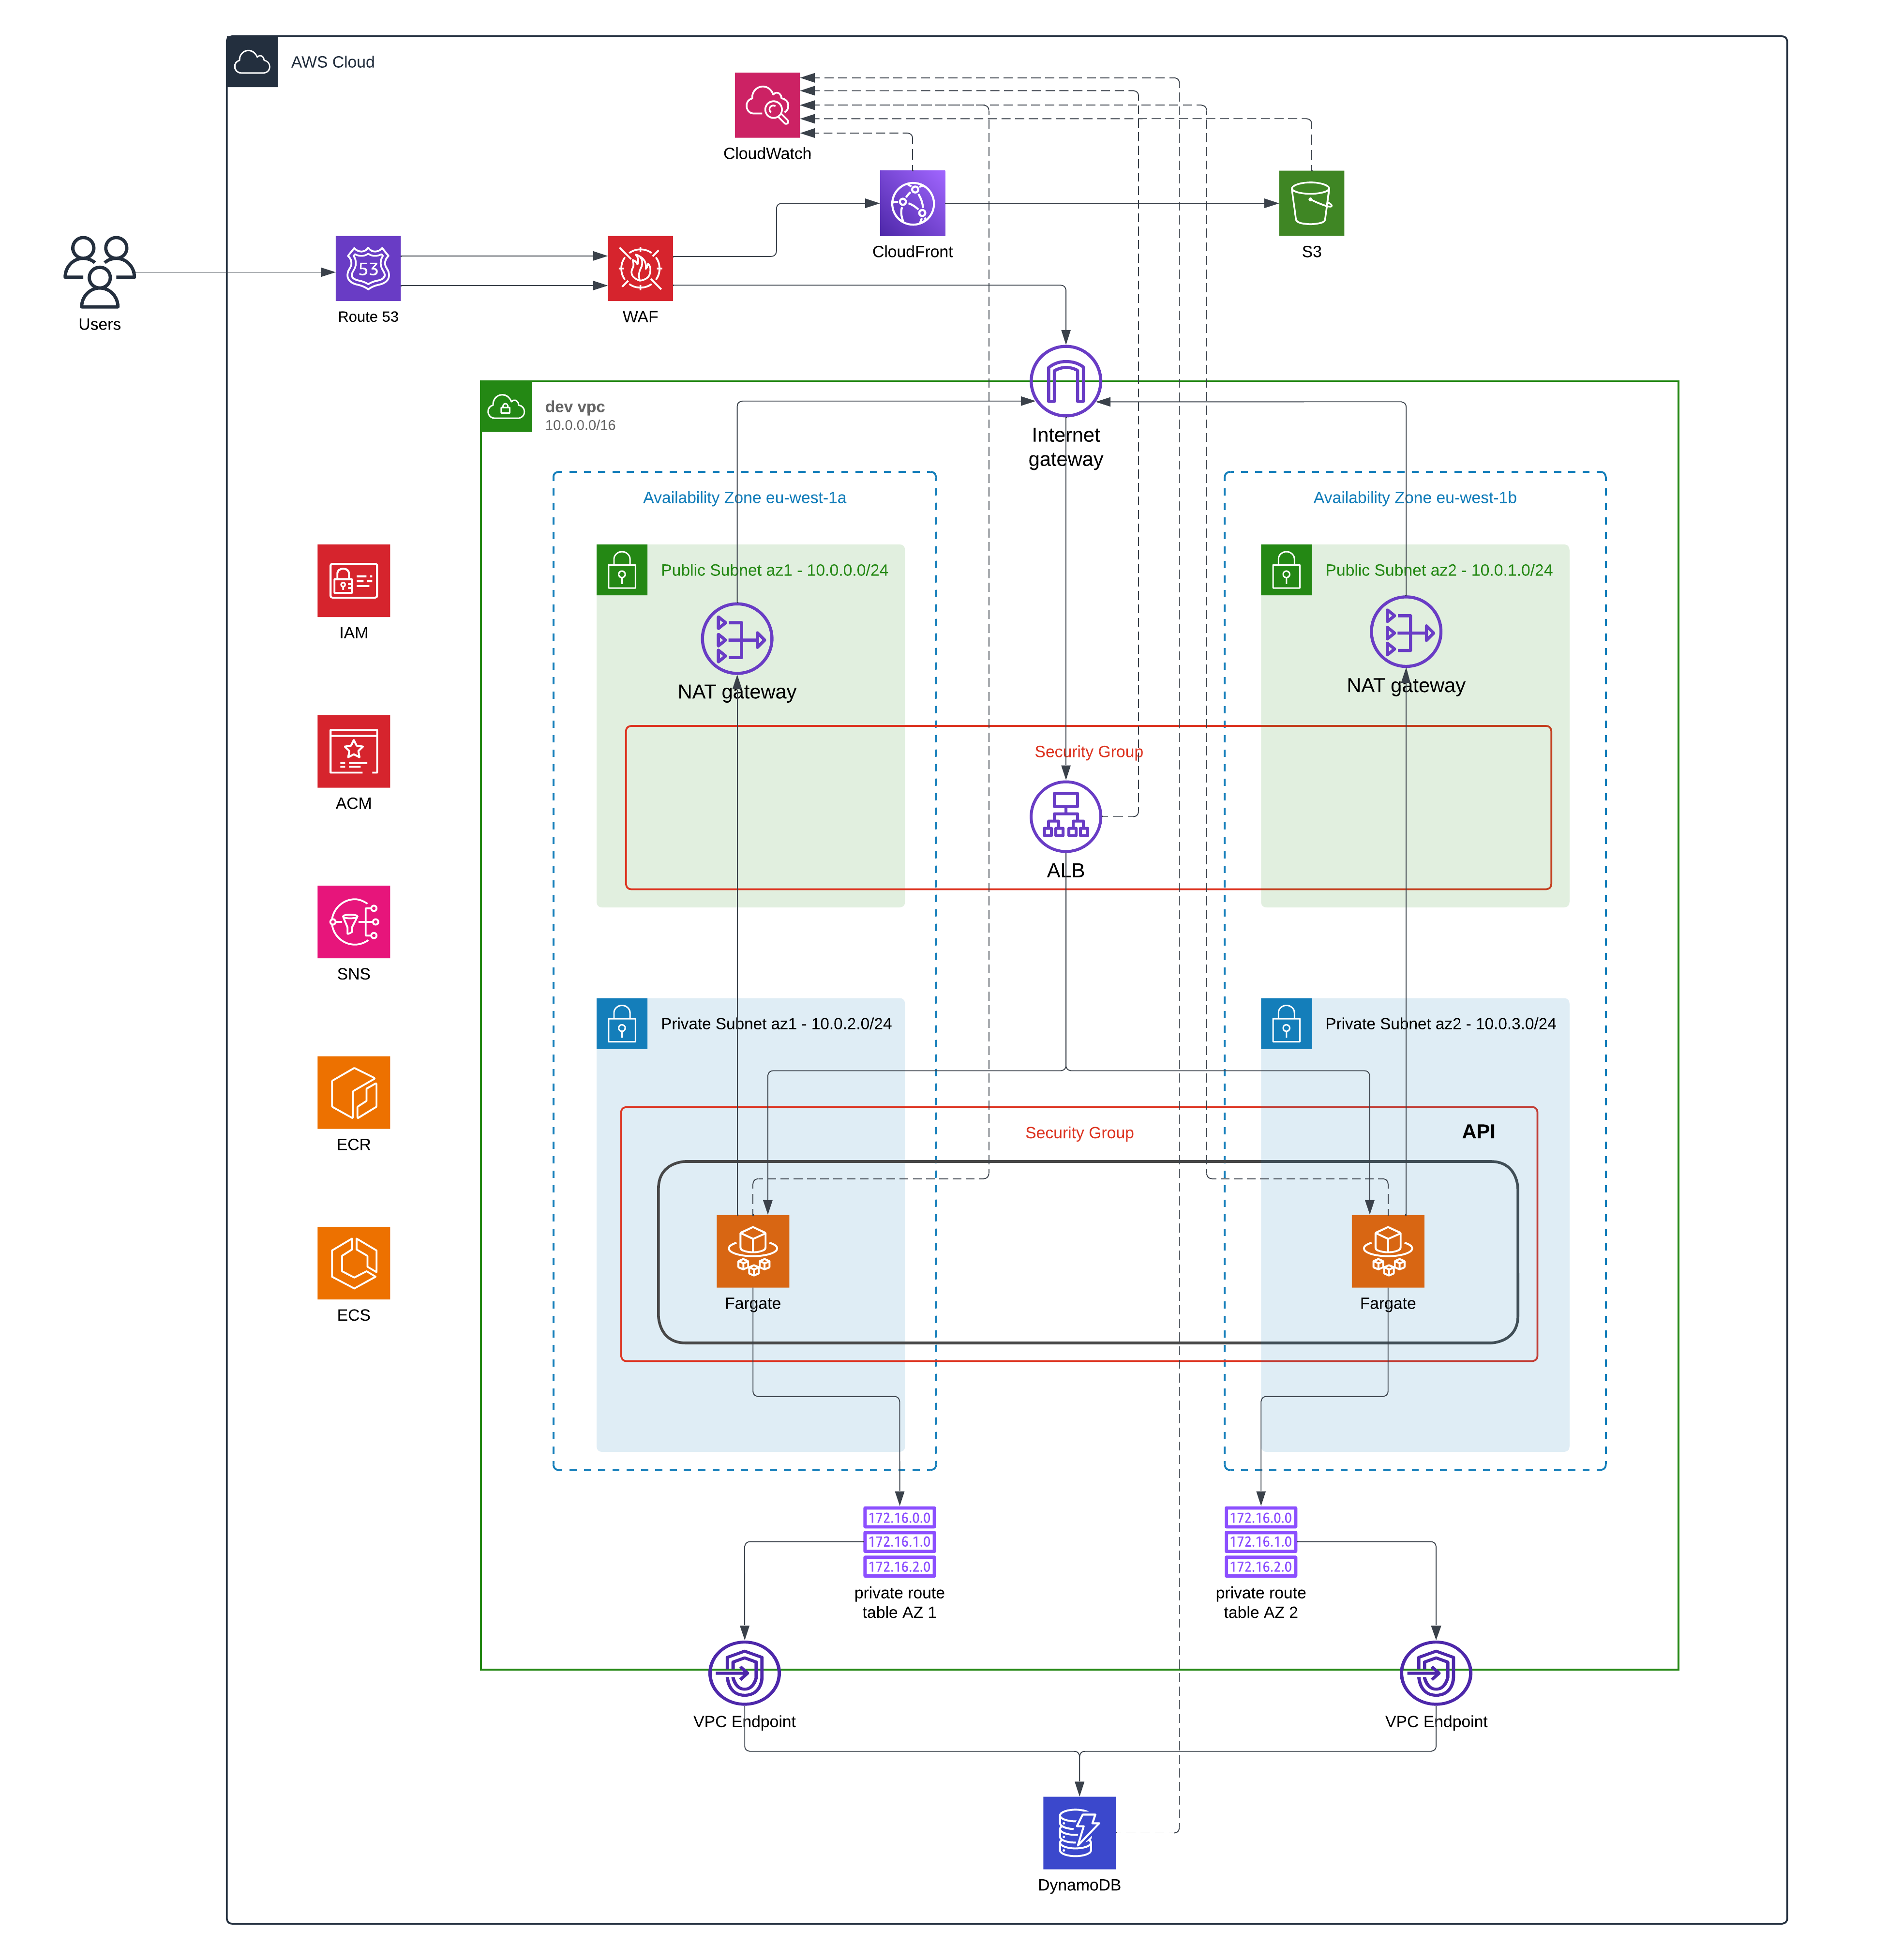 AWS Cloud
CloudWatch
CloudFront
S3
Users
53
Route 53
WAF
dev vpc
10.0.0.0/16
Internet
gateway
Availability Zone eu-west-1a
Availability Zone eu-west-1b
Public Subnet az1 - 10.0.0.0/24
Public Subnet az2 - 10.0.1.0/24
IAM
NAT gateway
NAT gateway
Security Group
ACM
ALB
SNS
Private Subnet az1 - 10.0.2.0/24
Private Subnet az2 - 10.0.3.0/24
Security Group
API
ECR
Fargate
Fargate
ECS
172.16.0.0
172.16.1.0
172.16.2.0
private route
table AZ 1
172.16.0.0
172.16.1.0
172.16.2.0
private route
table AZ 2
VPC Endpoint
VPC Endpoint
DynamoDB